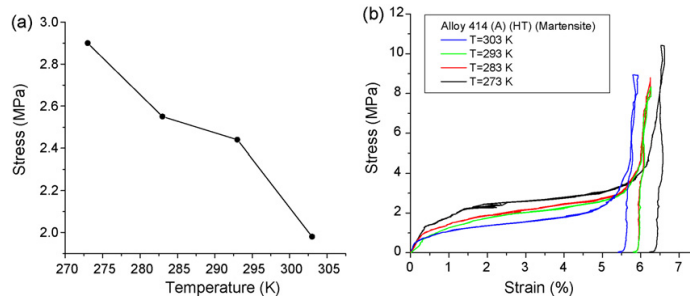 (a)
3.0
2.8
2.6
2.4
2.2
2.0
Stress (MPa)
270 275 280 285 290 295 300 305
Temperature (K)
(b)
12
10
8
6
4
2
0
Stress (MPa)
Alloy 414 (A) (HT) (Martensite)
T=303 K
T=293 K
T=283 K
T=273 K
0 1 2 3 4 5 6 7
Strain (%)